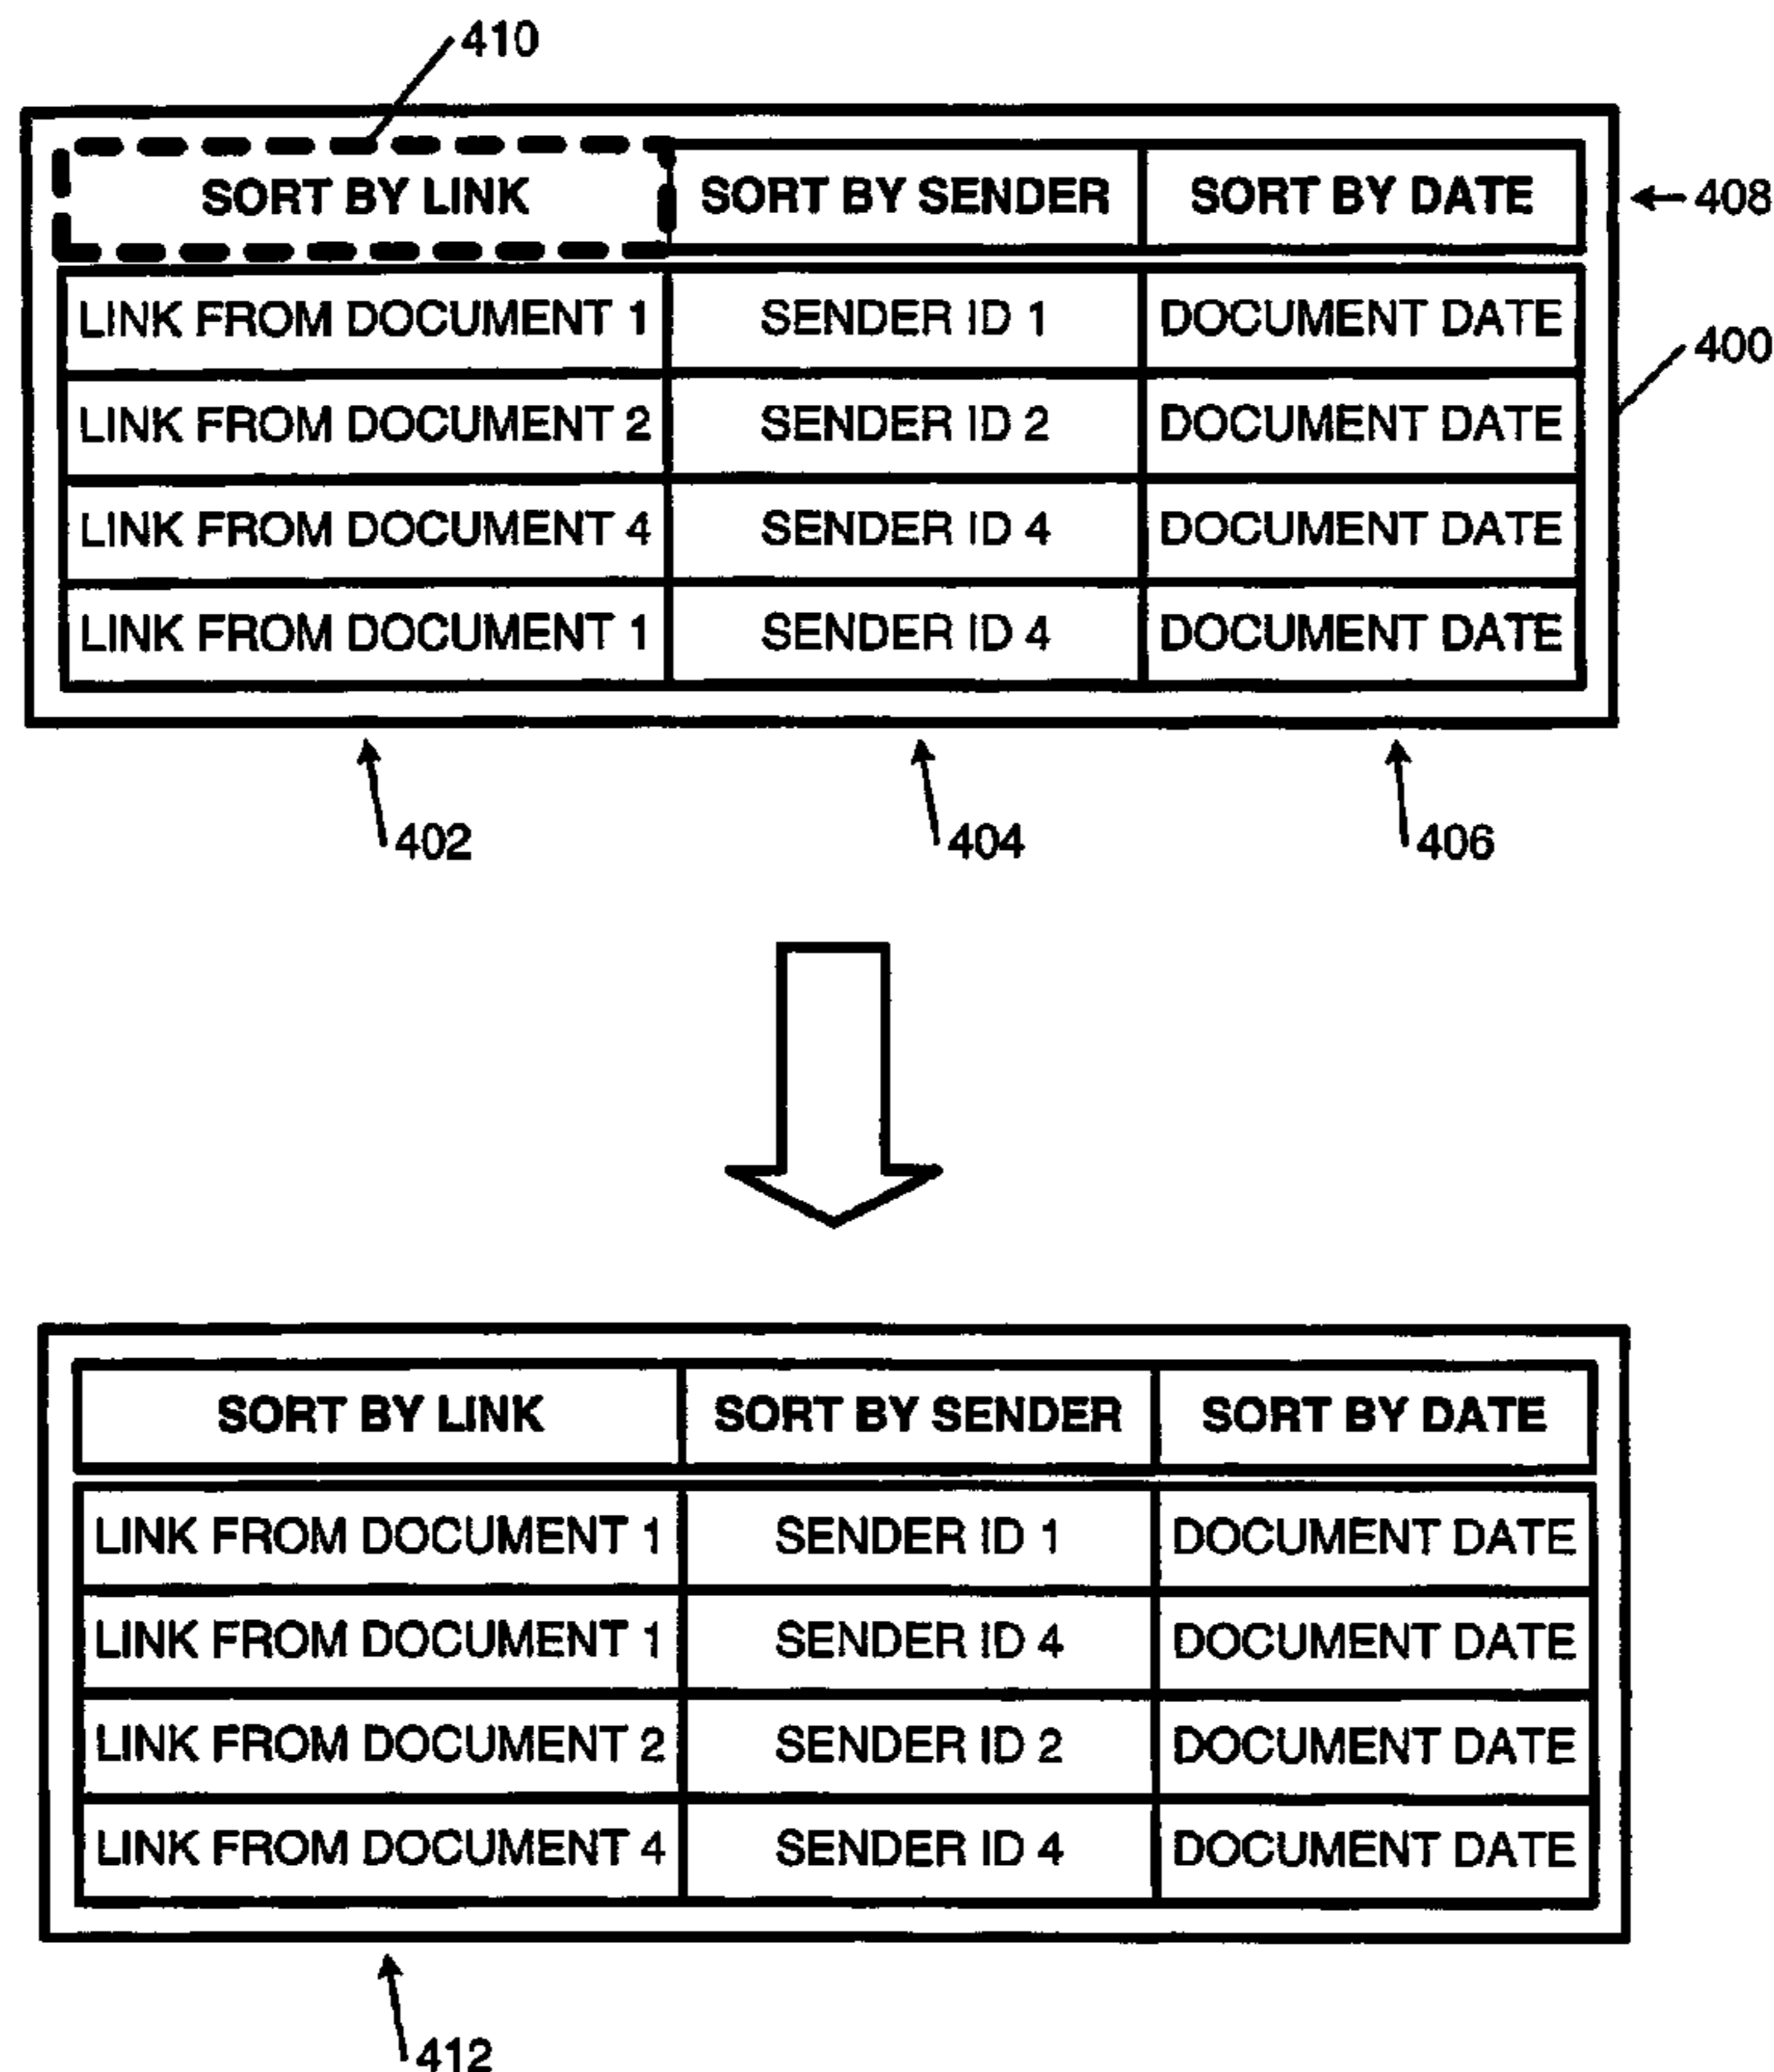 410
SORT BY LINK SORT BY SENDER SORT BY DATE 408
LINK FROM DOCUMENT 1 SENDER ID 1 DOCUMENT DATE
400
LINK FROM DOCUMENT 2 SENDER ID 2 DOCUMENT DATE
LINK FROM DOCUMENT 4 SENDER ID 4 DOCUMENT DATE
LINK FROM DOCUMENT 1 SENDER ID 4 DOCUMENT DATE
402 404 406
SORT BY LINK SORT BY SENDER SORT BY DATE
LINK FROM DOCUMENT 1 SENDER ID 1 DOCUMENT DATE
LINK FROM DOCUMENT 1 SENDER ID 4 DOCUMENT DATE
LINK FROM DOCUMENT 2 SENDER ID 2 DOCUMENT DATE
LINK FROM DOCUMENT 4 SENDER ID 4 DOCUMENT DATE
412